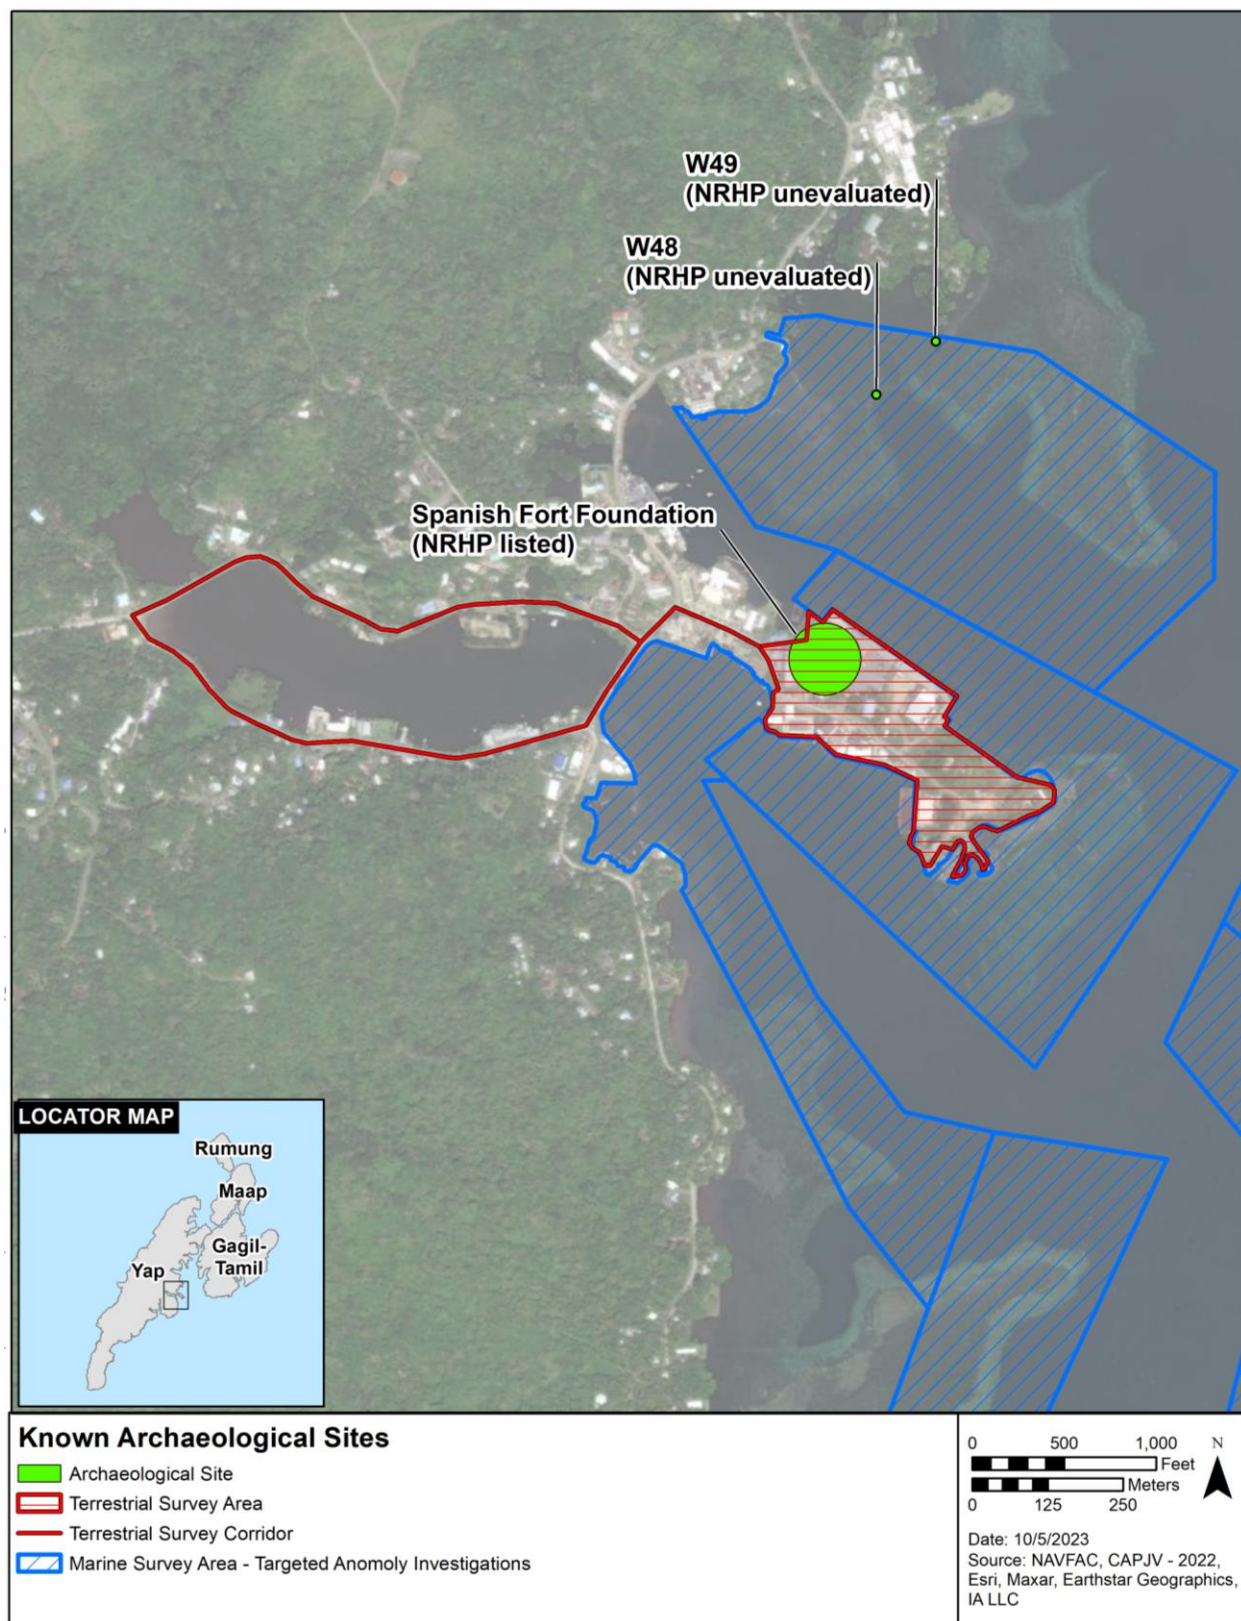 W49
(NRHP unevaluated)
W48
(NRHP unevaluated)
Spanish Fort Foundation
(NRHP listed)
LOCATOR MAP
Rumung
Maap
Gagil-
Tamil
Yap
Known Archaeological Sites
Archaeological Site
Terrestrial Survey Area
Terrestrial Survey Corridor
Marine Survey Area - Targeted Anomoly Investigations
0 500 1,000
Feet
Meters
0 125 250
N
Date: 10/5/2023
Source: NAVFAC, CAPJV - 2022,
Esri, Maxar, Earthstar Geographics,
IA LLC